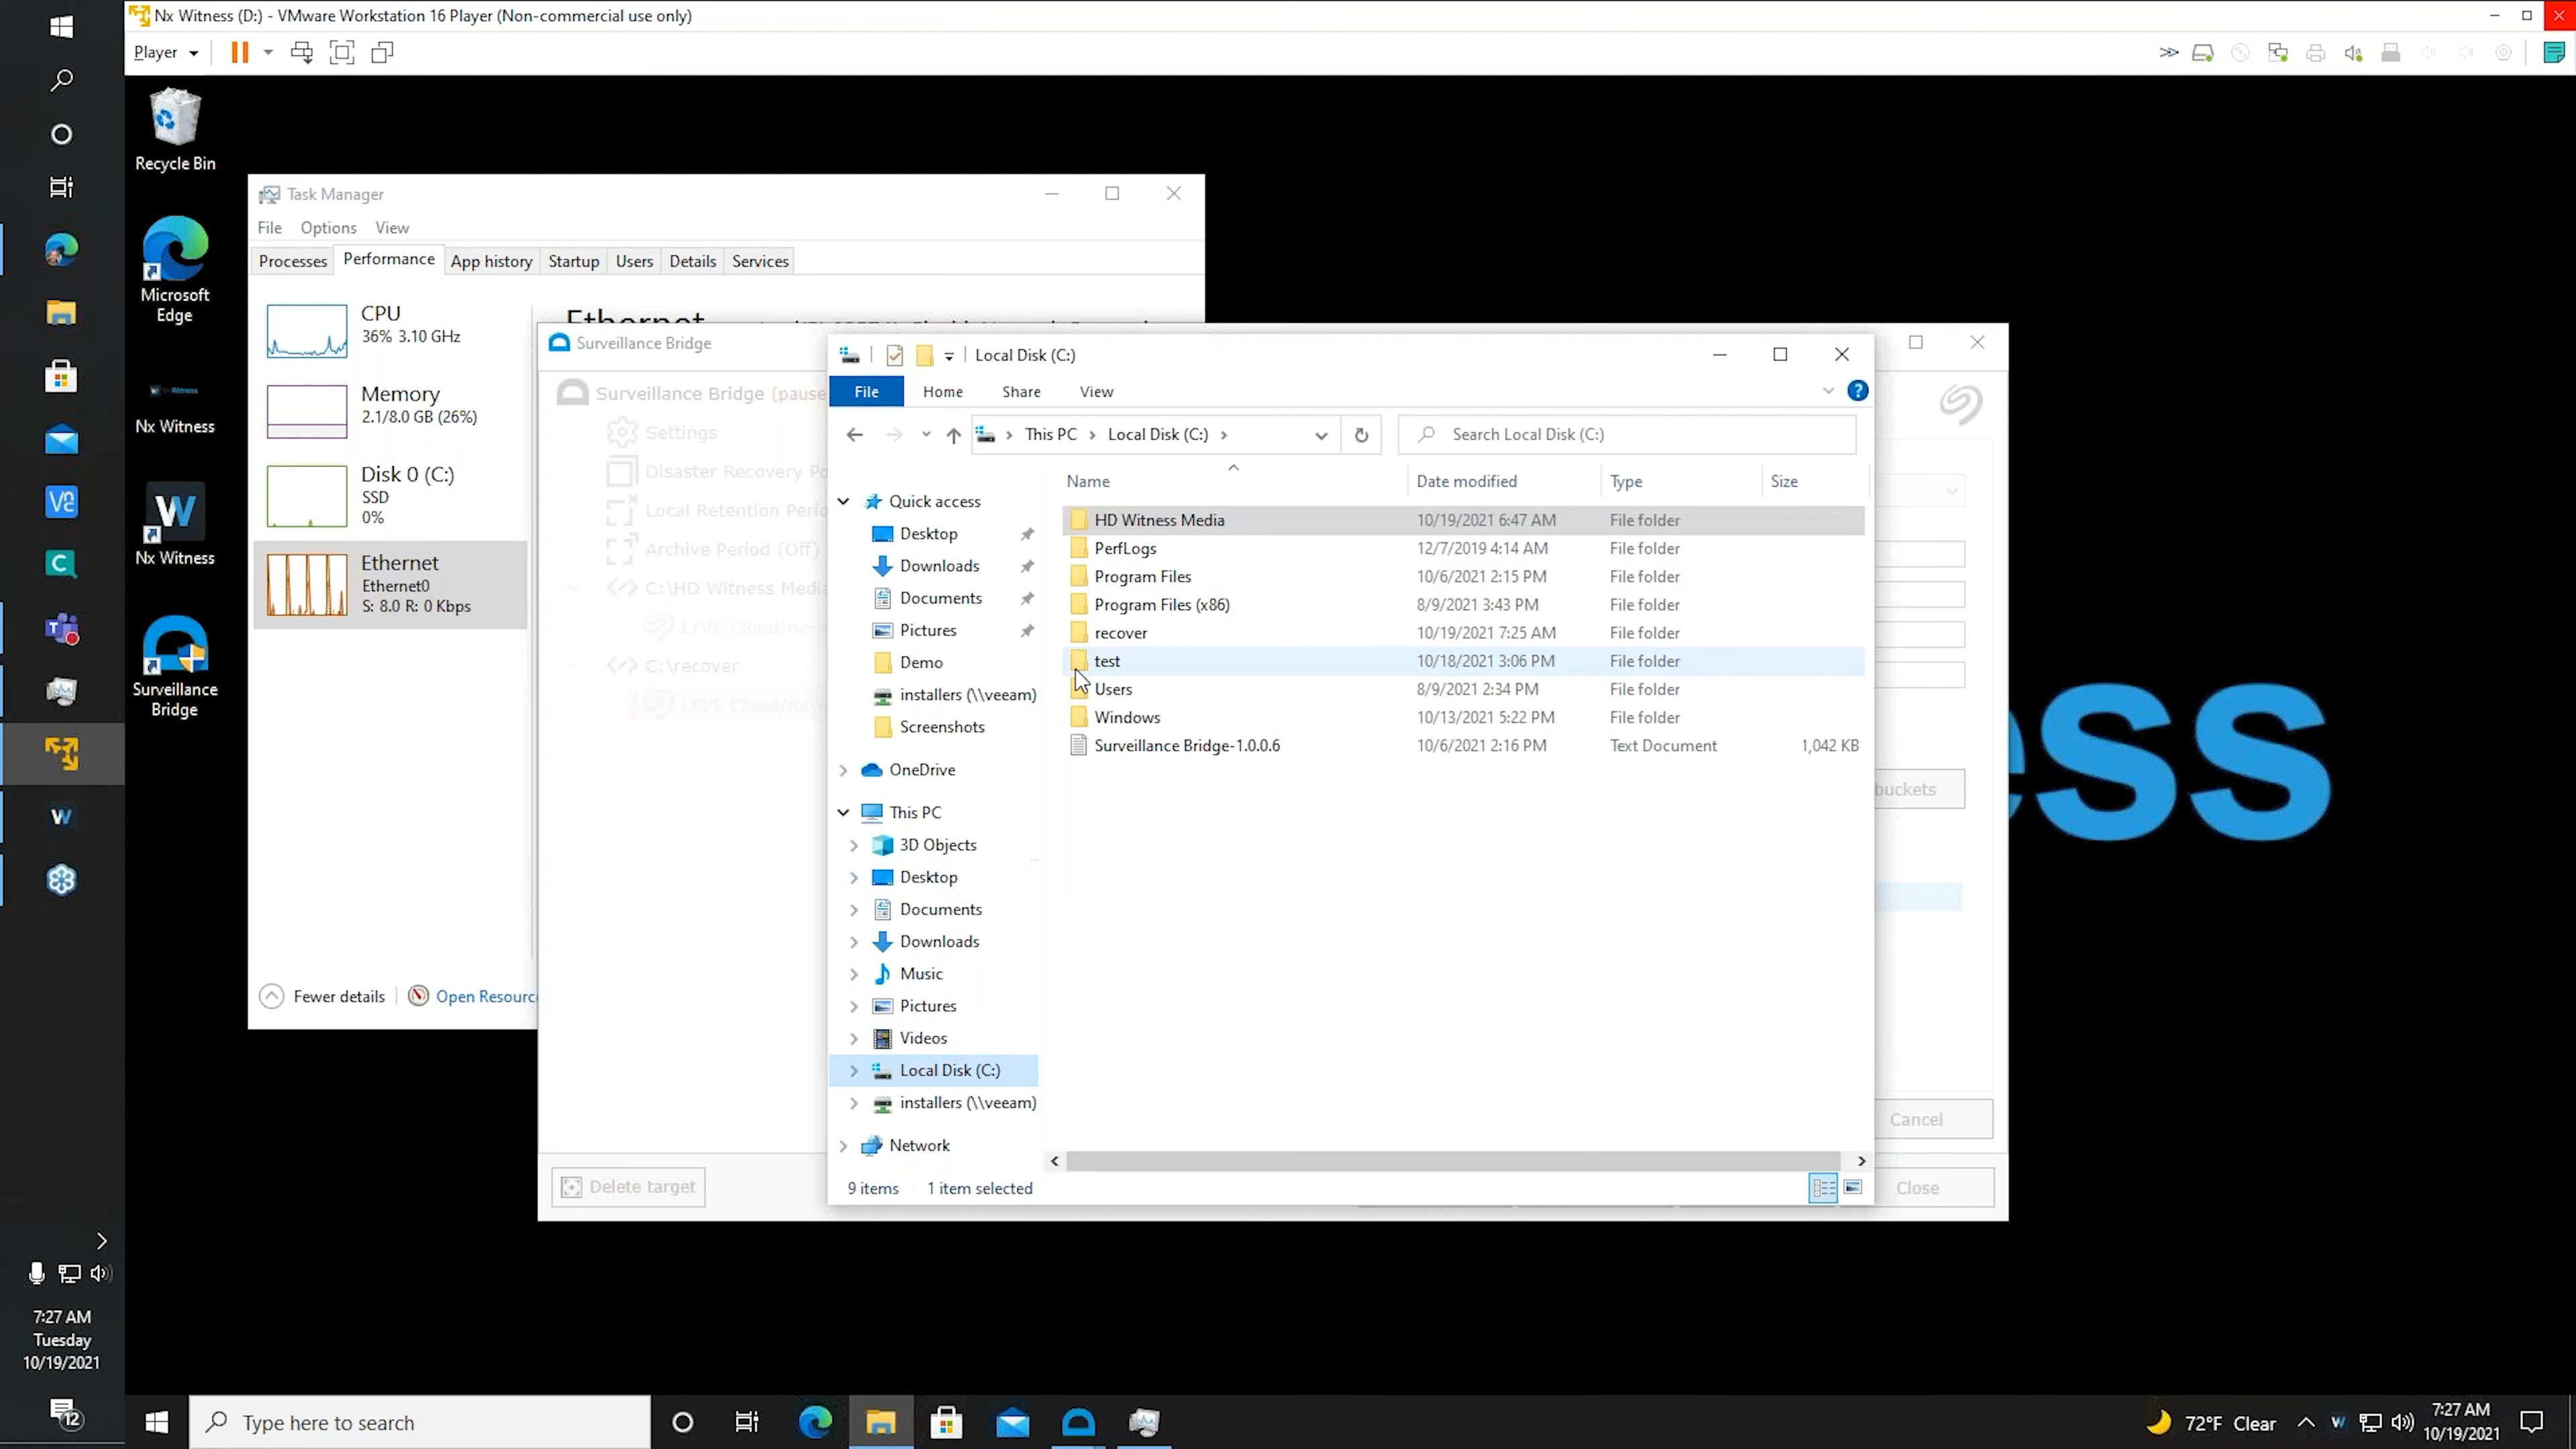 Nx Witness (D:) - VMware Workstation 16 Player (Non-commercial use only)
Player
Recycle Bin
Microsoft
Edge
Nx Witness
W
Nx Witness
Surveillance
Bridge
Task Manager
File Options View
Processes Performance App history Startup Users Details Services
CPU
36% 3.10 GHz
Memory
2.1/8.0 GB (26%)
Disk 0 (C:)
SSD
0%
Ethernet
Ethernet0
S: 8.0 R: 0 Kbps
Ethernet
Fewer details Open Resourc
Surveillance Bridge
Surveillance Bridge (pause
Settings
Disaster Recovery Po
Local Retention Perio
Archive Period (Off)
C:\HD Witness Media
LYVE Cloud/nx-w
C:\recover
LYVE Cloud/nx-w
Delete target
buckets
Cancel
Close
Local Disk (C:)
File Home Share View
This PC Local Disk (C:)
Search Local Disk (C:)
Quick access
Desktop
Downloads
Documents
Pictures
Demo
installers (\\veeam)
Screenshots
OneDrive
This PC
3D Objects
Desktop
Documents
Downloads
Music
Pictures
Videos
Local Disk (C:)
installers (\\veeam)
Network
Name Date modified Type Size
HD Witness Media 10/19/2021 6:47 AM File folder
PerfLogs 12/7/2019 4:14 AM File folder
Program Files 10/6/2021 2:15 PM File folder
Program Files (x86) 8/9/2021 3:43 PM File folder
recover 10/19/2021 7:25 AM File folder
test 10/18/2021 3:06 PM File folder
Users 8/9/2021 2:34 PM File folder
Windows 10/13/2021 5:22 PM File folder
Surveillance Bridge-1.0.0.6 10/6/2021 2:16 PM Text Document 1,042 KB
9 items 1 item selected
ess
7:27 AM
Tuesday
10/19/2021
12
Type here to search
72°F Clear
7:27 AM
10/19/2021